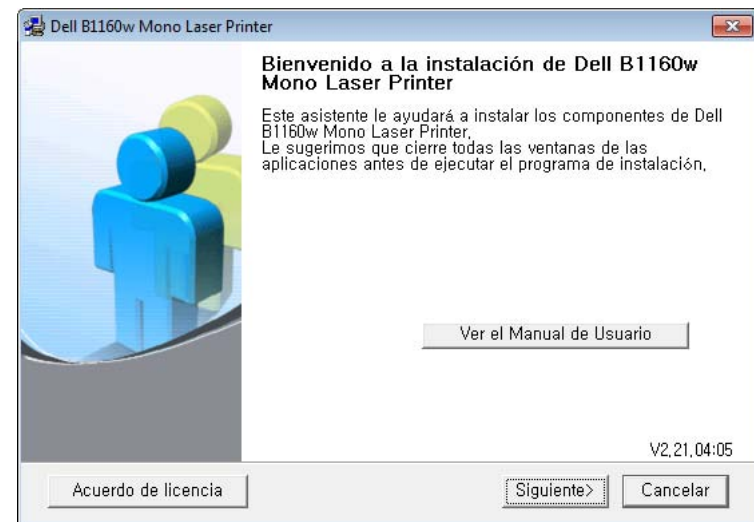 Dell B1160w Mono Laser Printer
Bienvenido a la instalación de Dell B1160w
Mono Laser Printer
Este asistente le ayudará a instalar los componentes de Dell
B1160w Mono Laser Printer,
Le sugerimos que cierre todas las ventanas de las
aplicaciones antes de ejecutar el programa de instalación,
Ver el Manual de Usuario
V2,21,04:05
Acuerdo de licencia
Siguiente>
Cancelar